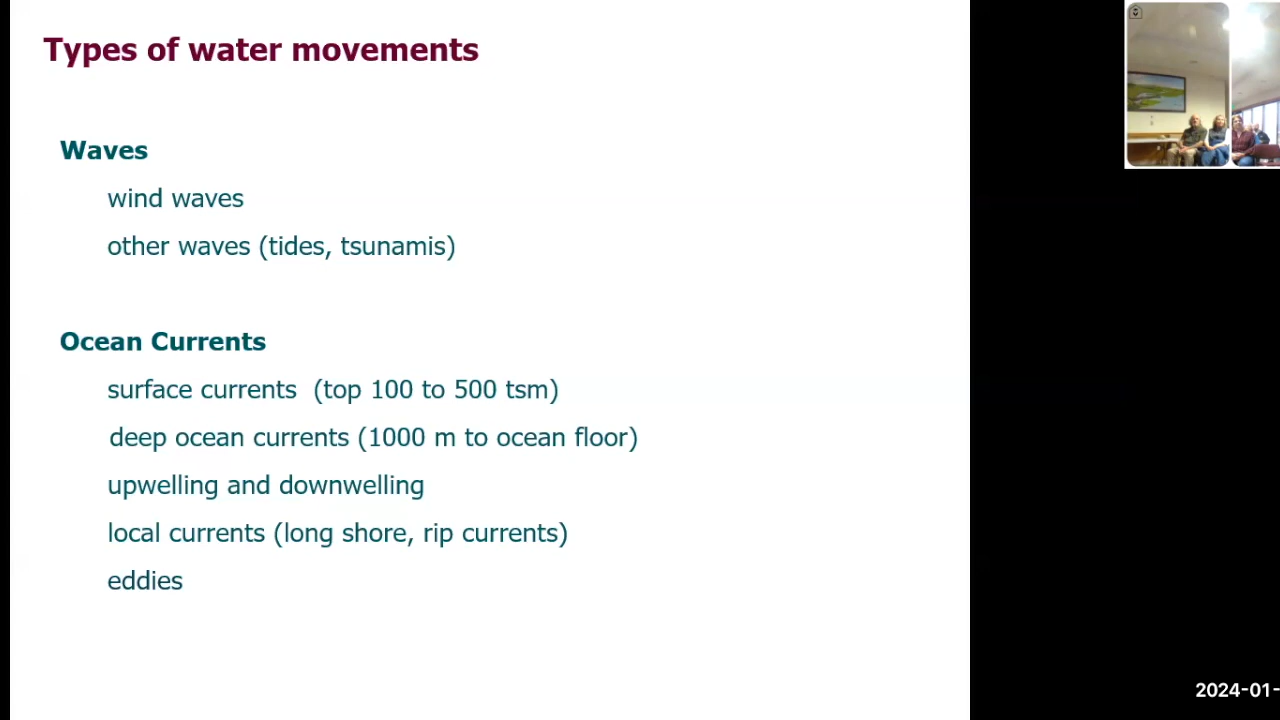 Types of water movements
Waves
wind waves
other waves (tides, tsunamis)
Ocean Currents
surface currents (top 100 to 500 tsm)
deep ocean currents (1000 m to ocean floor)
upwelling and downwelling
local currents (long shore, rip currents)
eddies
2024-01-